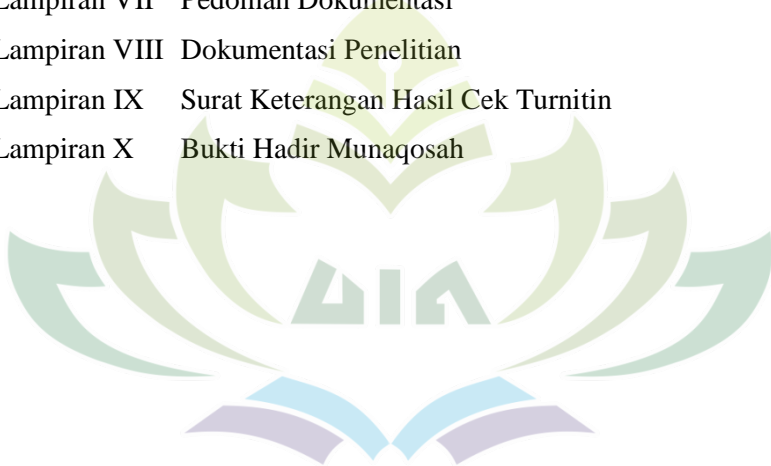 Lampiran VII Pedoman Dokumentasi
Lampiran VIII Dokumentasi Penelitian
Lampiran IX Surat Keterangan Hasil Cek Turnitin
Lampiran X Bukti Hadir Munaqosah
UIN